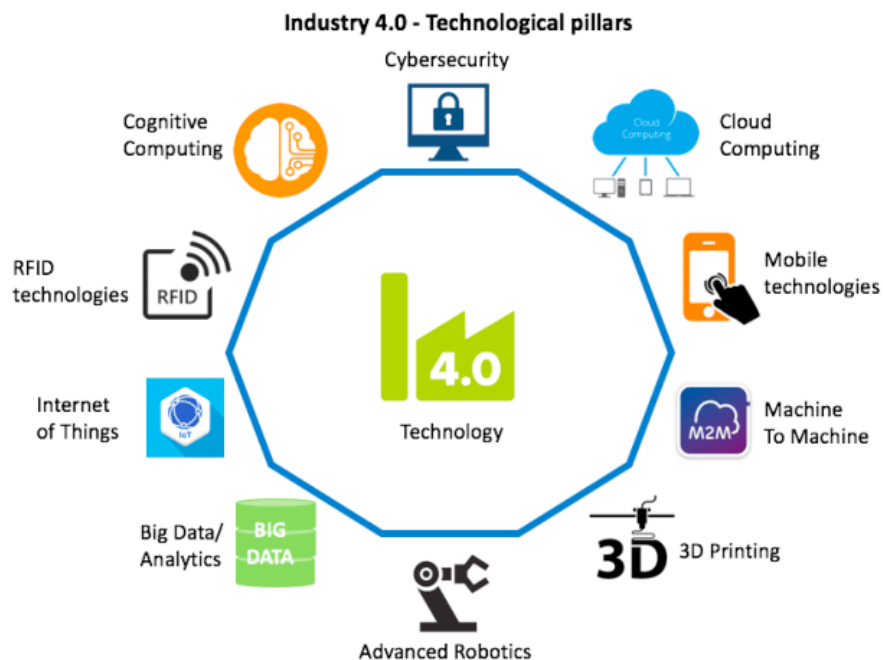 Industry 4.0 - Technological pillars
Cybersecurity
Cognitive
Computing
Cloud
Computing
Cloud
Computing
RFID
technologies
RFID
Mobile
technologies
4.0
Technology
Internet
of Things
IoT
M2M
Machine
To Machine
Big Data/
Analytics
BIG
DATA
3D
3D Printing
Advanced Robotics